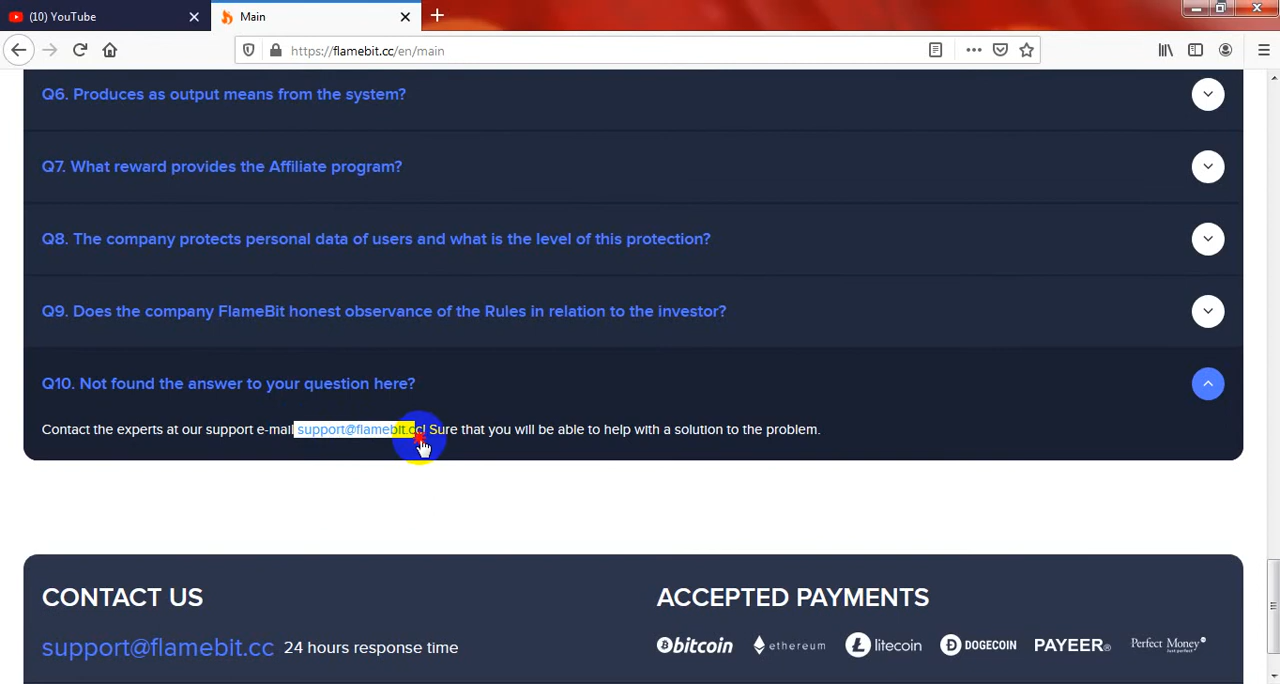 (10) YouTube
Main
https://flamebit.cc/en/main
Q6. Produces as output means from the system?
Q7. What reward provides the Affiliate program?
Q8. The company protects personal data of users and what is the level of this protection?
Q9. Does the company FlameBit honest observance of the Rules in relation to the investor?
Q10. Not found the answer to your question here?
Contact the experts at our support e-mail support@flamebit.cc! Sure that you will be able to help with a solution to the problem.
CONTACT US
ACCEPTED PAYMENTS
support@flamebit.cc 24 hours response time
bitcoin ethereum litecoin DOGECOIN PAYEER® Perfect Money